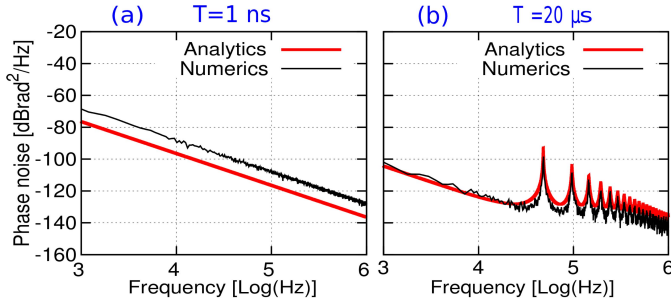 (a) T=1 ns (b) T =20 µs
Phase noise [dBrad²/Hz]
-20
-40
-60
-80
-100
-120
-140
-160
Analytics
Numerics
3 4 5 6
Frequency [Log(Hz)]
Analytics
Numerics
3 4 5 6
Frequency [Log(Hz)]